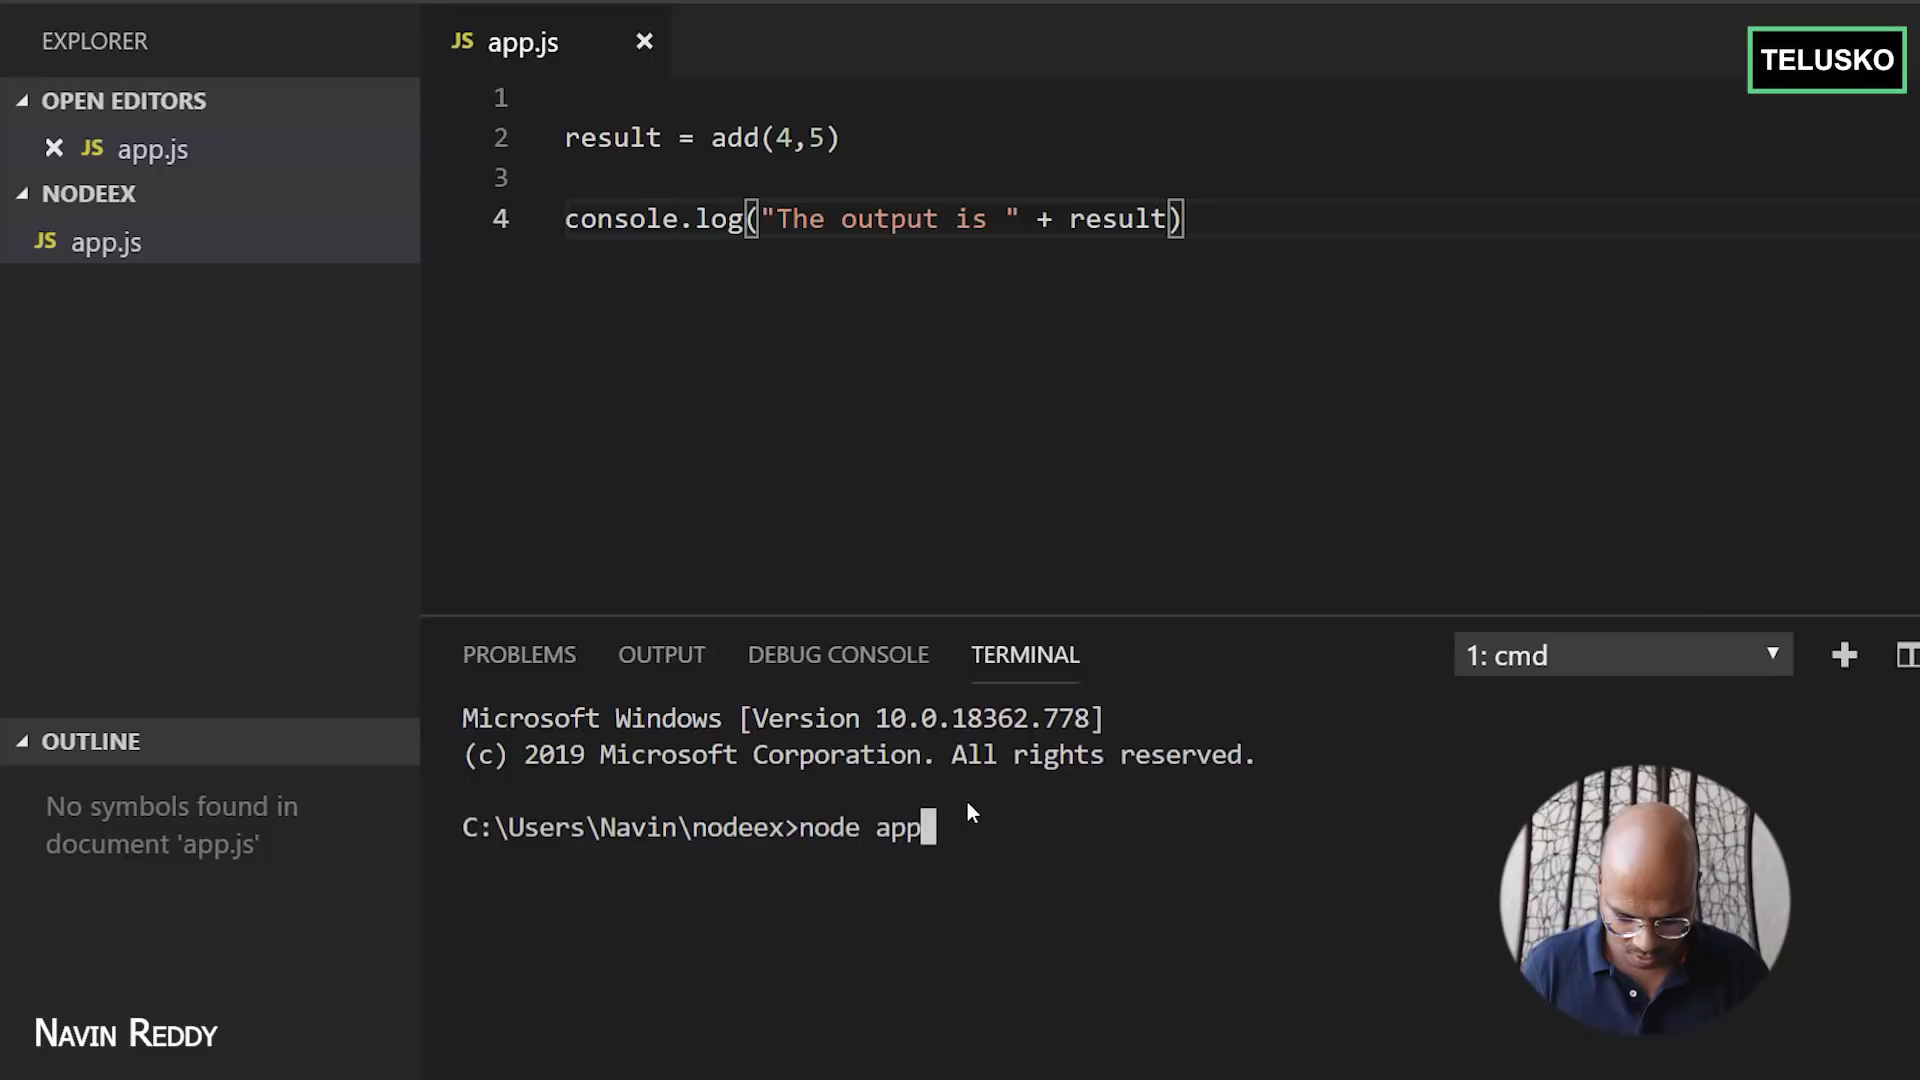 EXPLORER
JS app.js
TELUSKO
OPEN EDITORS
JS app.js
NODEEX
JS app.js
1
2 result = add(4,5)
3
4 console.log("The output is " + result)
PROBLEMS OUTPUT DEBUG CONSOLE TERMINAL 1: cmd
Microsoft Windows [Version 10.0.18362.778]
(c) 2019 Microsoft Corporation. All rights reserved.
C:\Users\Navin\nodeex>node app
OUTLINE
No symbols found in
document 'app.js'
NAVIN REDDY